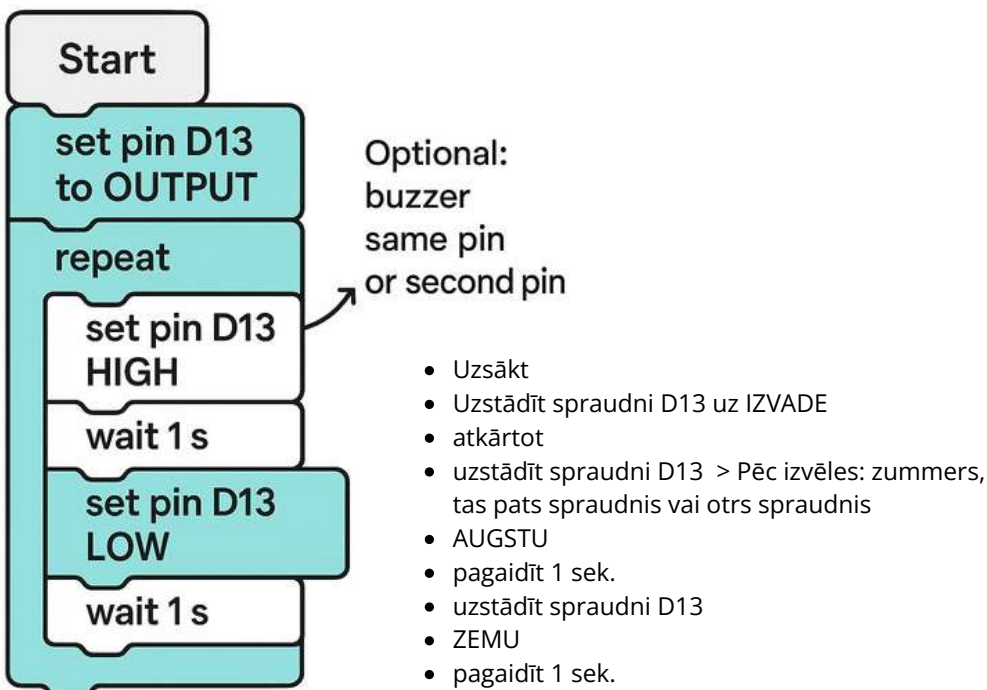 Start
set pin D13
to OUTPUT
repeat
set pin D13
HIGH
wait 1 s
set pin D13
LOW
wait 1 s
Optional:
buzzer
same pin
or second pin
• Uzsākt
• Uzstādīt spraudni D13 uz IZVADE
• atkārtot
• uzstādīt spraudni D13 > Pēc izvēles: zummers,
tas pats spraudnis vai otrs spraudnis
• AUGSTU
• pagaidīt 1 sek.
• uzstādīt spraudni D13
• ZEMU
• pagaidīt 1 sek.